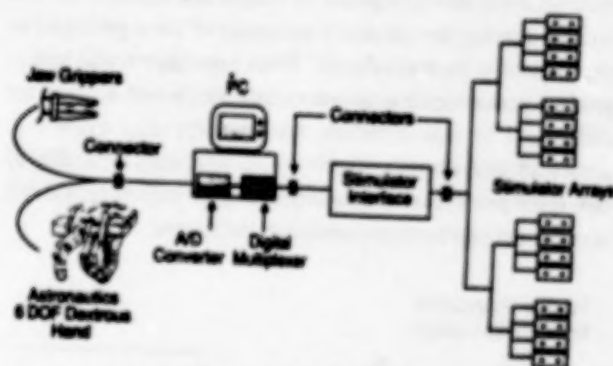 Jaw Grippers
PC
Connector
Connectors
Stimulator
Interface
Stimulator Arrays
A/D
Converter
Digital
Multiplexer
Astronautics
6 DOF Dextrous
Hand